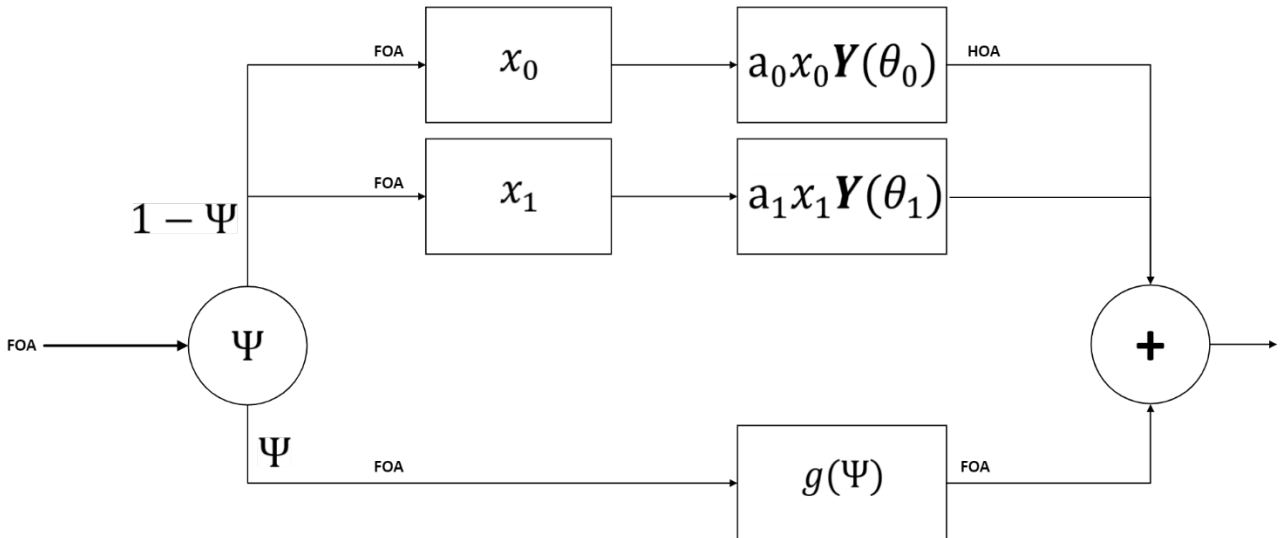 FOA
x₀
a₀x₀Y(θ₀)
HOA
FOA
x₁
a₁x₁Y(θ₁)
1 − Ψ
FOA
Ψ
+
Ψ
FOA
g(Ψ)
FOA